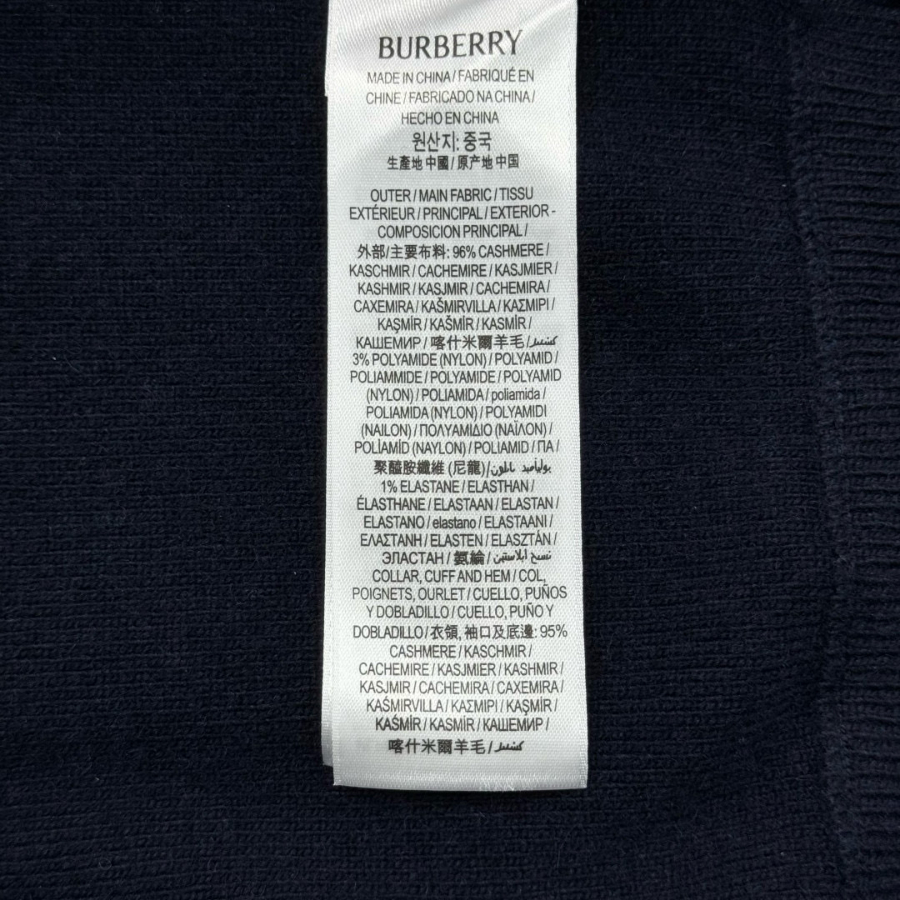 BURBERRY
MADE IN CHINA / FABRIQUÉ EN
CHINE / FABRICADO NA CHINA /
HECHO EN CHINA
원산지: 중국
生產地 中國 / 原产地 中国
OUTER / MAIN FABRIC / TISSU
EXTÉRIEUR / PRINCIPAL / EXTERIOR -
COMPOSICION PRINCIPAL /
外部/主要布料: 96% CASHMERE /
KASCHMIR / CACHEMIRE / KASJMIER /
KASHMIR / KASJMIR / CACHEMIRA /
CAXEMIRA / KAŠMIRVILLA / ΚΑΣΜΙΡΙ /
KAŞMİR / KAŠMÍR / KASMÍR /
КАШЕМИР / 喀什米爾羊毛 / كشمير
3% POLYAMIDE (NYLON) / POLYAMID /
POLIAMMIDE / POLYAMIDE / POLYAMID
(NYLON) / POLIAMIDA / poliamida /
POLIAMIDA (NYLON) / POLYAMIDI
(NAILON) / ΠΟΛΥΑΜΙΔΙΟ (ΝΑΪΛΟΝ) /
POLİAMİD (NAYLON) / POLIAMID / ПА /
聚醯胺纖維 (尼龍) / بوليأميد نايلون
1% ELASTANE / ELASTHAN /
ÉLASTHANE / ELASTAAN / ELASTAN /
ELASTANO / elastano / ELASTAANI /
ΕΛΑΣΤΑΝΗ / ELASTEN / ELASZTÁN /
ЭЛАСТАН / 氨綸 / نسيج إيلاستين
COLLAR, CUFF AND HEM / COL,
POIGNETS, OURLET / CUELLO, PUÑOS
Y DOBLADILLO / CUELLO, PUÑO Y
DOBLADILLO / 衣領, 袖口及底邊: 95%
CASHMERE / KASCHMIR /
CACHEMIRE / KASJMIER / KASHMIR /
KASJMIR / CACHEMIRA / CAXEMIRA /
KAŠMIRVILLA / ΚΑΣΜΙΡΙ / KAŞMİR /
KAŠMÍR / KASMÍR / КАШЕМИР /
喀什米爾羊毛 / كشمير